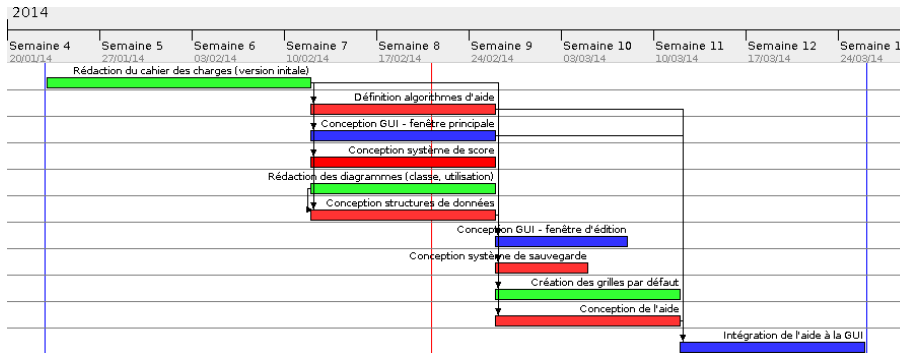 2014
Semaine 4 Semaine 5 Semaine 6 Semaine 7 Semaine 8 Semaine 9 Semaine 10 Semaine 11 Semaine 12 Semaine 1
20/01/14 27/01/14 03/02/14 10/02/14 17/02/14 24/02/14 03/03/14 10/03/14 17/03/14 24/03/14
Rédaction du cahier des charges (version initale)
Définition algorithmes d'aide
Conception GUI - fenêtre principale
Conception système de score
Rédaction des diagrammes (classe, utilisation)
Conception structures de données
Conception GUI - fenêtre d'édition
Conception système de sauvegarde
Création des grilles par défaut
Conception de l'aide
Intégration de l'aide à la GUI